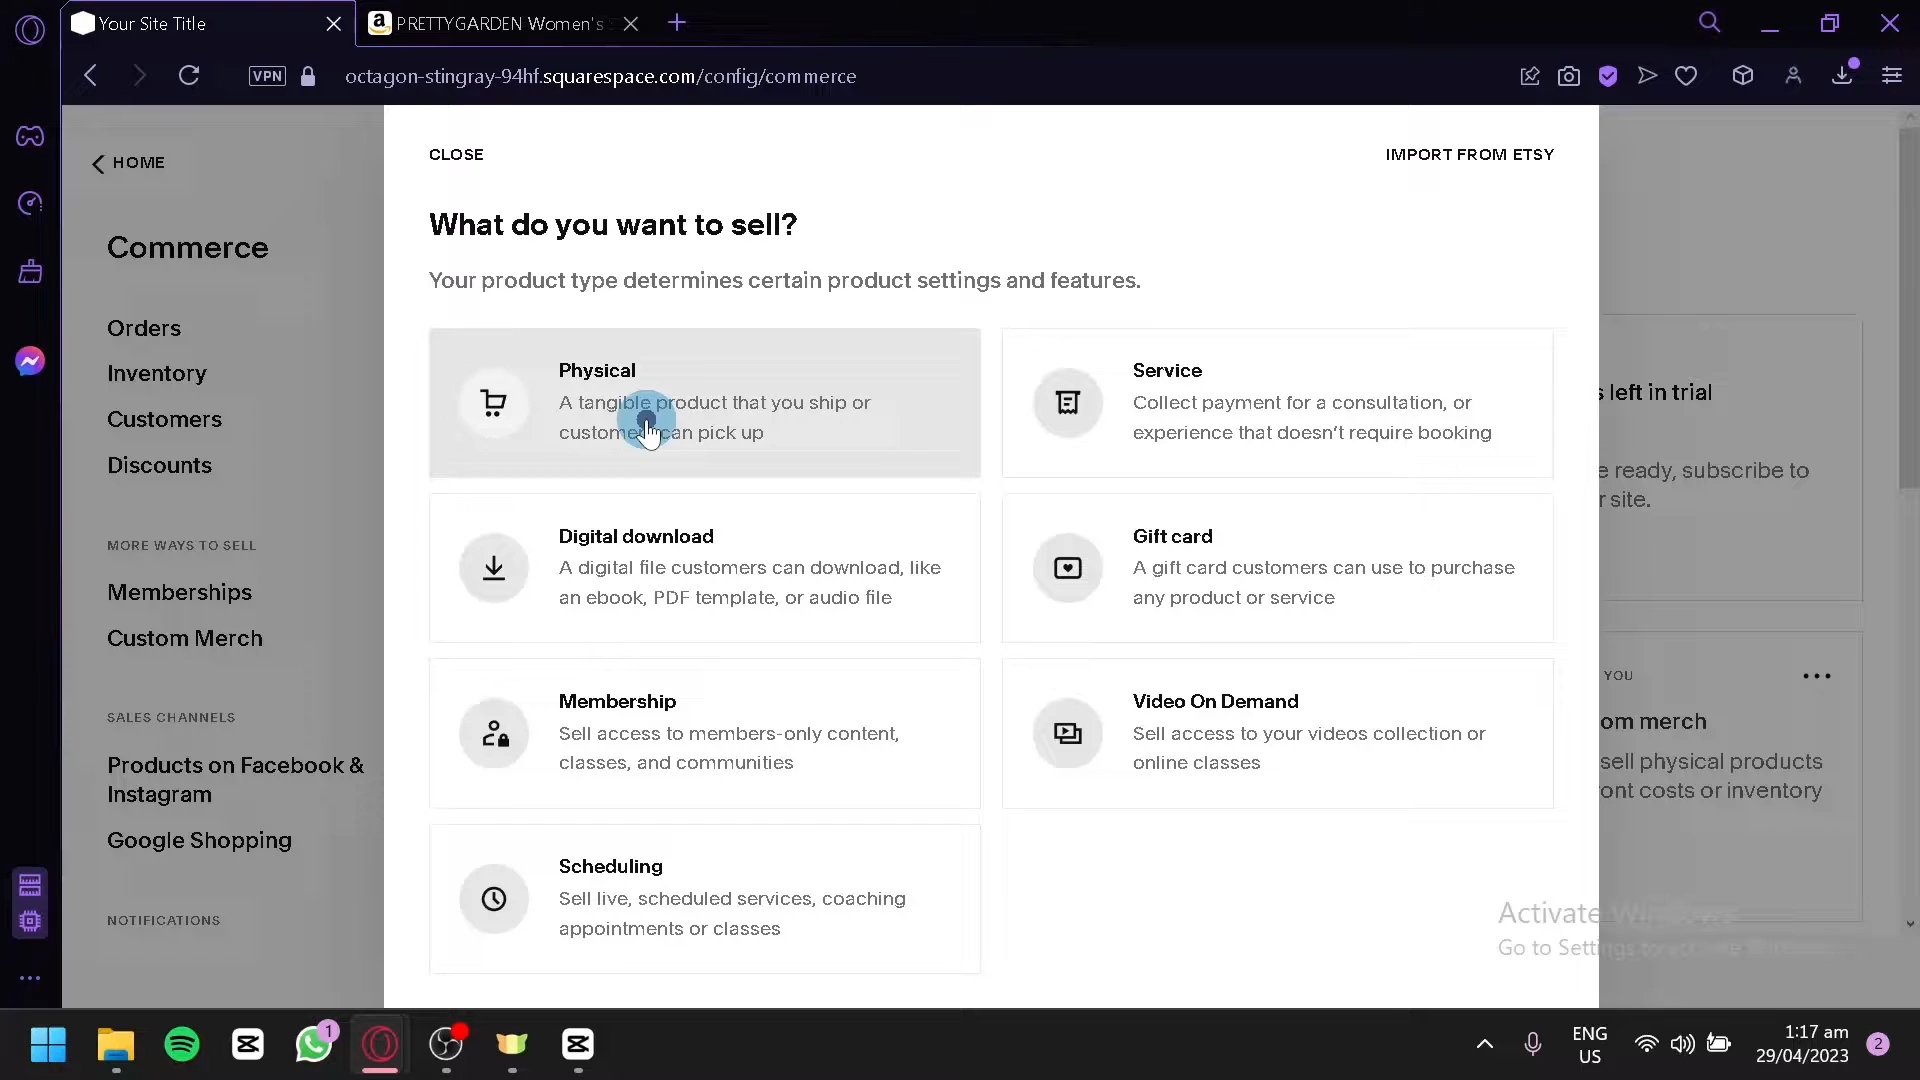 Your Site Title
PRETTYGARDEN Women's
VPN
octagon-stingray-94hf.squarespace.com/config/commerce
HOME
Commerce
Orders
Inventory
Customers
Discounts
MORE WAYS TO SELL
Memberships
Custom Merch
SALES CHANNELS
Products on Facebook &
Instagram
Google Shopping
NOTIFICATIONS
CLOSE
IMPORT FROM ETSY
What do you want to sell?
Your product type determines certain product settings and features.
Physical
A tangible product that you ship or
customers can pick up
Service
Collect payment for a consultation, or
experience that doesn't require booking
Digital download
A digital file customers can download, like
an ebook, PDF template, or audio file
Gift card
A gift card customers can use to purchase
any product or service
Membership
Sell access to members-only content,
classes, and communities
Video On Demand
Sell access to your videos collection or
online classes
Scheduling
Sell live, scheduled services, coaching
appointments or classes
s left in trial
e ready, subscribe to
r site.
YOU
om merch
sell physical products
ont costs or inventory
Activate Windows
Go to Settings to activate Windows.
1
ENG
US
1:17 am
29/04/2023
2